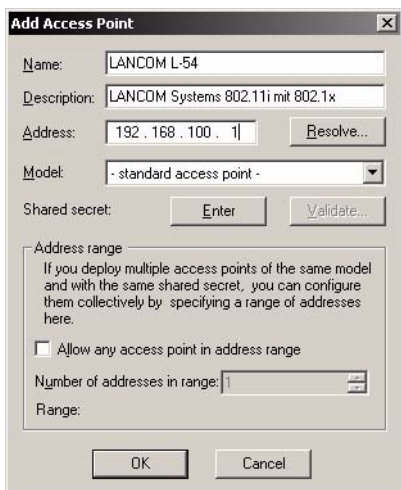 Add Access Point
Name: LANCOM L-54
Description: LANCOM Systems 802.11i mit 802.1x
Address: 192 . 168 . 100 . 1 Resolve...
Model: - standard access point -
Shared secret: Enter Validate...
Address range
If you deploy multiple access points of the same model
and with the same shared secret, you can configure
them collectively by specifying a range of addresses
here.
Allow any access point in address range
Number of addresses in range: 1
Range:
OK Cancel